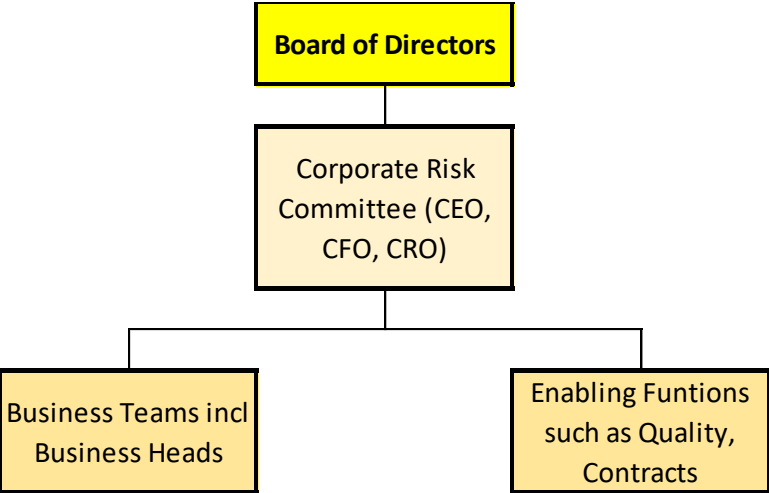 Board of Directors
Corporate Risk
Committee (CEO,
CFO, CRO)
Business Teams incl
Business Heads
Enabling Funtions
such as Quality,
Contracts